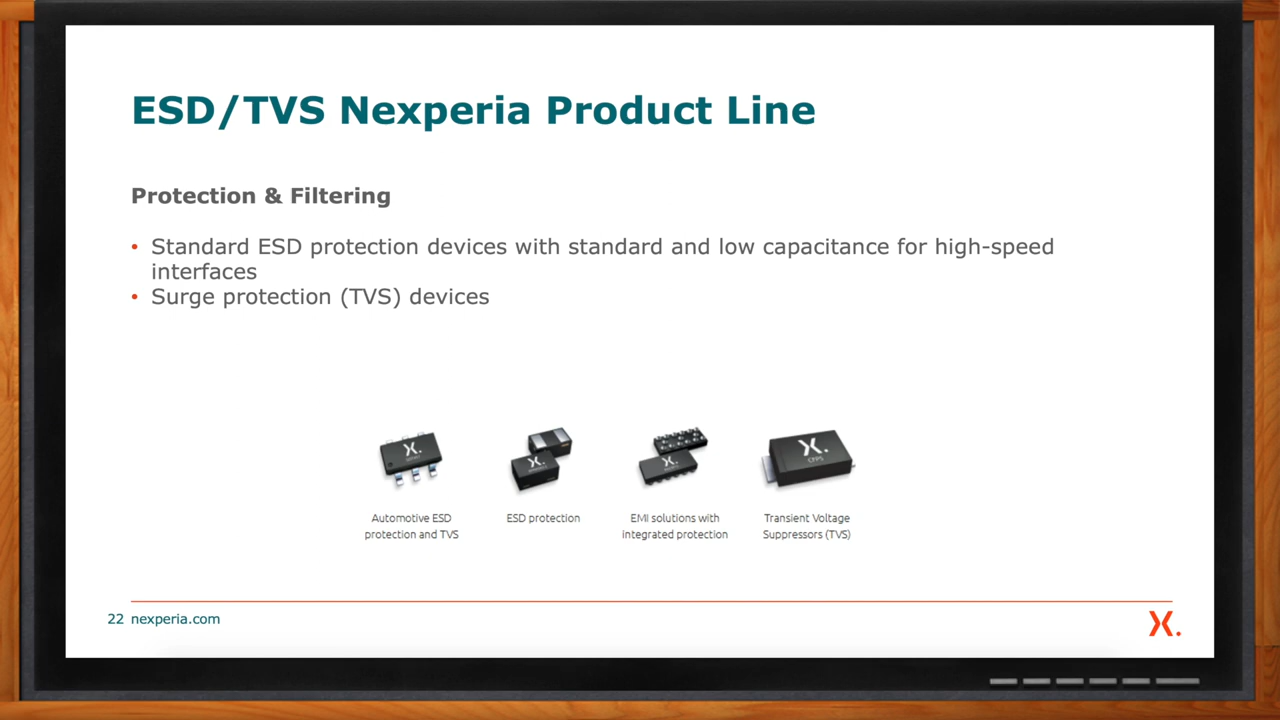 ESD/TVS Nexperia Product Line
Protection & Filtering
• Standard ESD protection devices with standard and low capacitance for high-speed
interfaces
• Surge protection (TVS) devices
Automotive ESD
protection and TVS
ESD protection
EMI solutions with
integrated protection
Transient Voltage
Suppressors (TVS)
22 nexperia.com